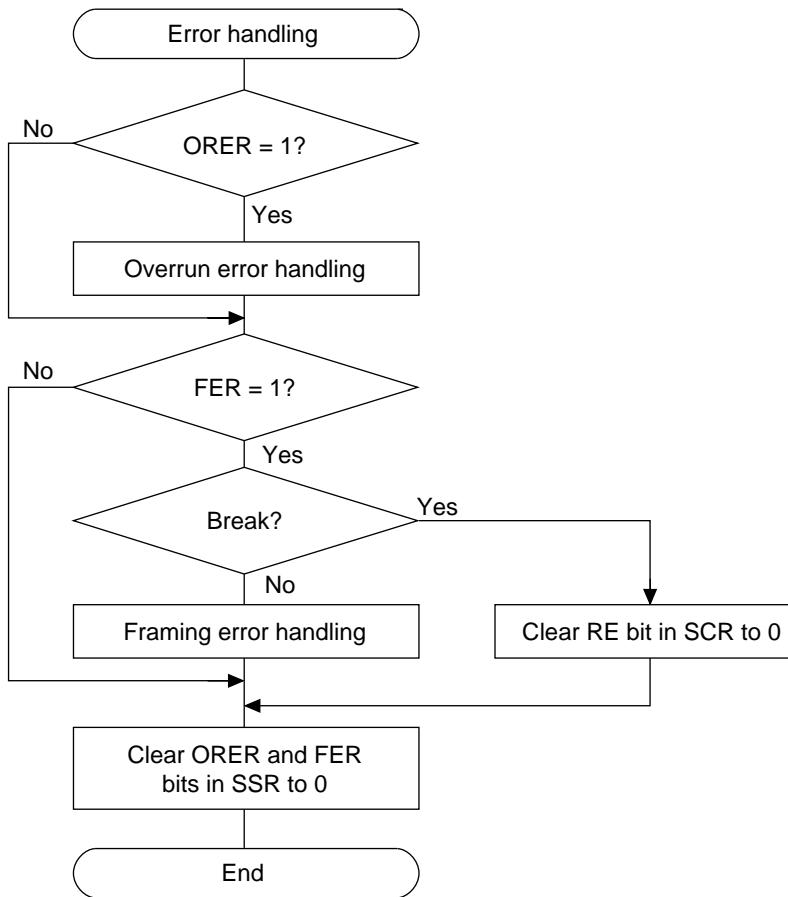 Error handling
No
ORER = 1?
Yes
Overrun error handling
No
FER = 1?
Yes
Break?
Yes
No
Framing error handling
Clear RE bit in SCR to 0
Clear ORER and FER
bits in SSR to 0
End